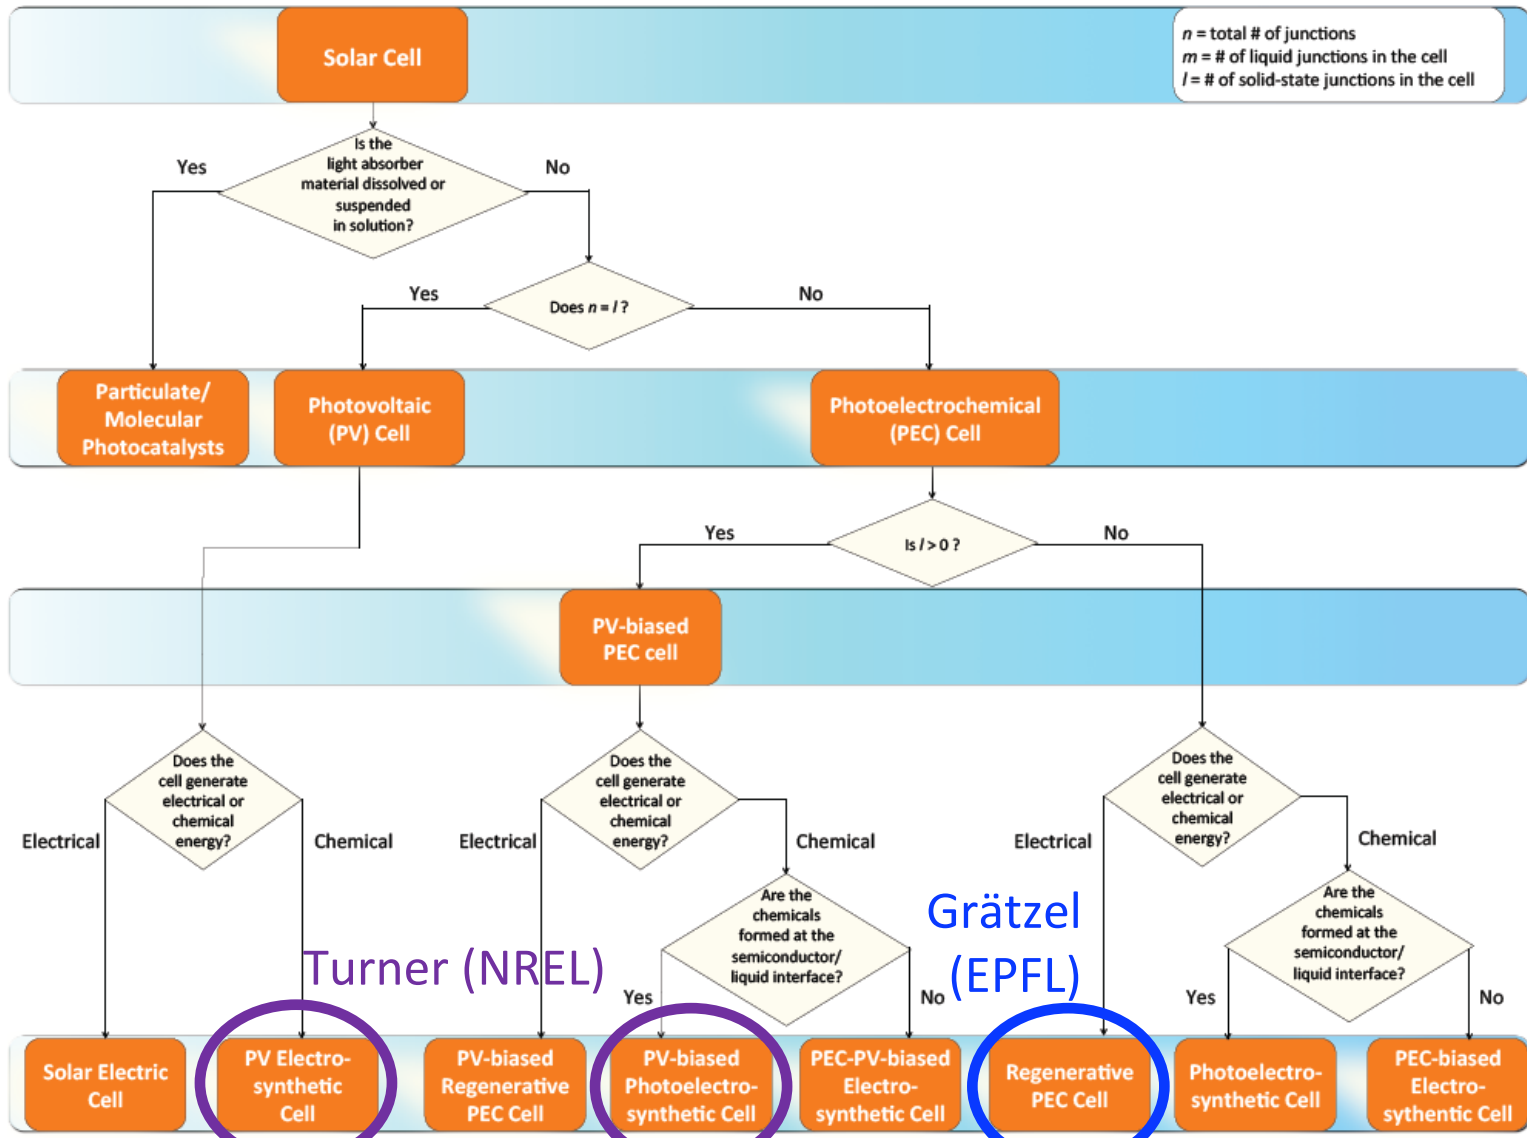 Solar Cell
n = total # of junctions
m = # of liquid junctions in the cell
l = # of solid-state junctions in the cell
Is the
light absorber
material dissolved or
suspended
in solution?
Yes
No
Does n = l ?
Yes
No
Particulate/
Molecular
Photocatalysts
Photovoltaic
(PV) Cell
Photoelectrochemical
(PEC) Cell
Is l > 0 ?
Yes
No
PV-biased
PEC cell
Does the
cell generate
electrical or
chemical
energy?
Electrical
Chemical
Does the
cell generate
electrical or
chemical
energy?
Electrical
Chemical
Does the
cell generate
electrical or
chemical
energy?
Electrical
Chemical
Are the
chemicals
formed at the
semiconductor/
liquid interface?
Yes
No
Are the
chemicals
formed at the
semiconductor/
liquid interface?
Yes
No
Turner (NREL)
Grätzel
(EPFL)
Solar Electric
Cell
PV Electro-
synthetic
Cell
PV-biased
Regenerative
PEC Cell
PV-biased
Photoelectro-
synthetic Cell
PEC-PV-biased
Electro-
synthetic Cell
Regenerative
PEC Cell
Photoelectro-
synthetic Cell
PEC-biased
Electro-
sythentic Cell